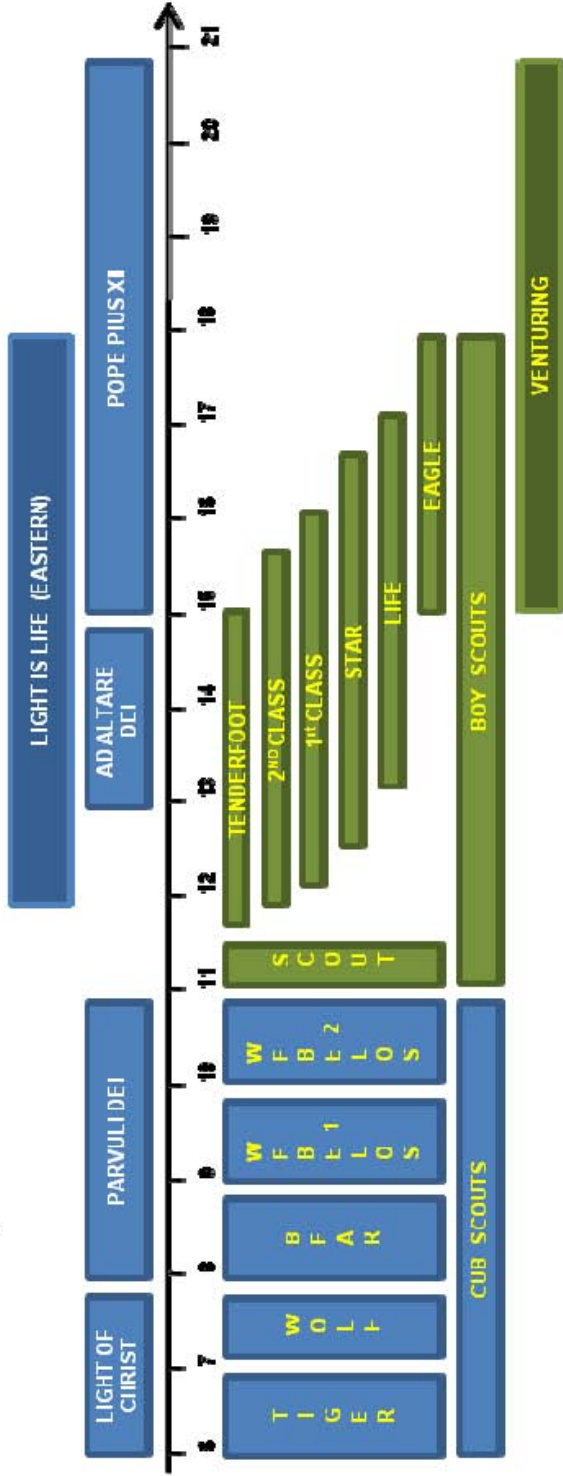 LIGHT IS LIFE (EASTERN)
LIGHT OF
CHRIST
PARVULI DEI
AD ALTARE
DEI
POPE PIUS XI
6 7 8 9 10 11 12 13 14 15 16 17 18 19 20 21
TIGER
WOLF
BEAR
WEBELOS 1
WEBELOS 2
SCOUT
TENDERFOOT
2ND CLASS
1st CLASS
STAR
LIFE
EAGLE
CUB SCOUTS
BOY SCOUTS
VENTURING